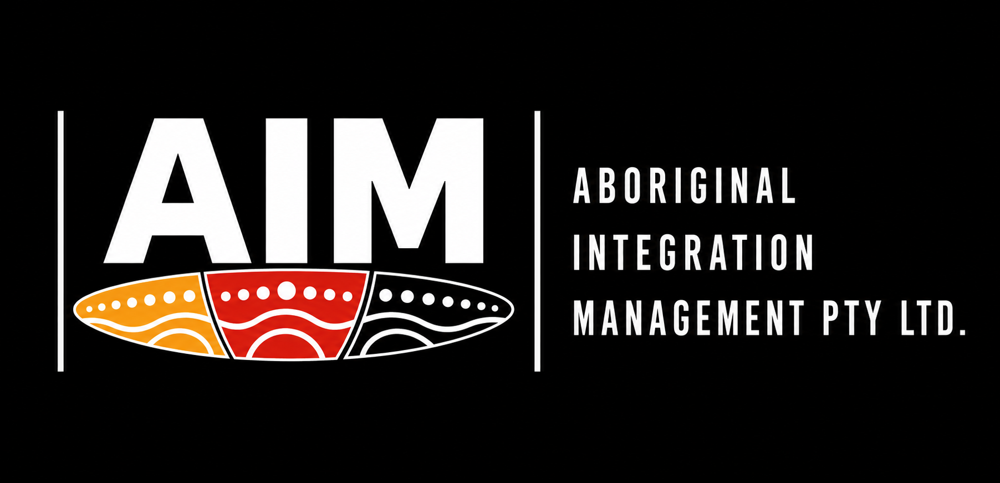 AIM
ABORIGINAL
INTEGRATION
MANAGEMENT PTY LTD.